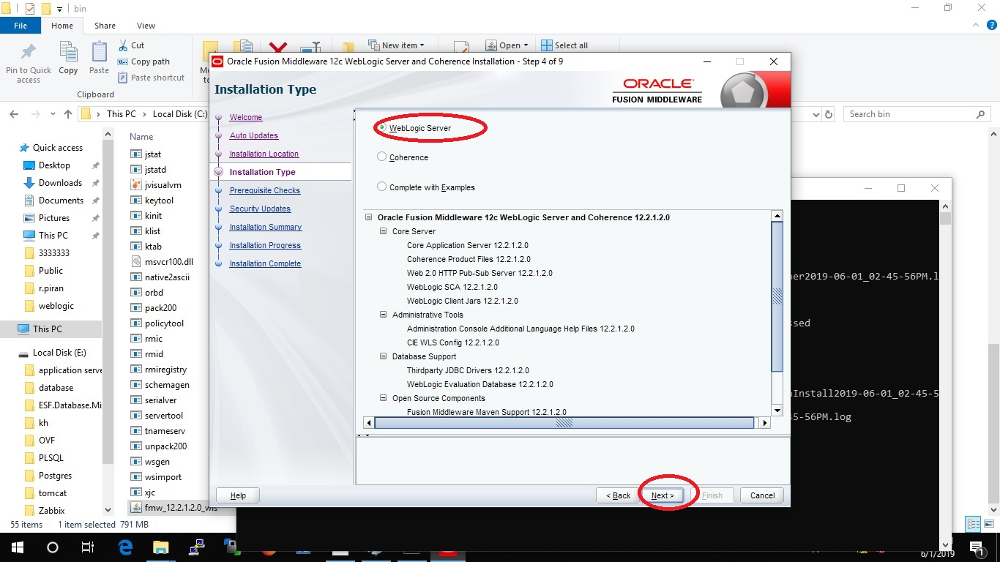 bin
File Home Share View
Pin to Quick access
Copy
Paste
Cut
Copy path
Paste shortcut
Clipboard
New item
Open
Select all
This PC > Local Disk (C:)
Search bin
Quick access
Desktop
Downloads
Documents
Pictures
This PC
3333333
Public
r.piran
weblogic
This PC
Local Disk (E:)
application serve
database
ESF.Database.Mi
kh
OVF
PLSQL
Postgres
tomcat
Zabbix
Name
jstat
jstatd
jvisualvm
keytool
kinit
klist
ktab
msvcr100.dll
native2ascii
orbd
pack200
policytool
rmic
rmid
rmiregistry
schemagen
serialver
servertool
tnameserv
unpack200
wsgen
wsimport
xjc
fmw_12.2.1.2.0_wls
55 items 1 item selected 791 MB
Oracle Fusion Middleware 12c WebLogic Server and Coherence Installation - Step 4 of 9
Installation Type
ORACLE
FUSION MIDDLEWARE
Welcome
Auto Updates
Installation Location
Installation Type
Prerequisite Checks
Security Updates
Installation Summary
Installation Progress
Installation Complete
WebLogic Server
Coherence
Complete with Examples
Oracle Fusion Middleware 12c WebLogic Server and Coherence 12.2.1.2.0
Core Server
Core Application Server 12.2.1.2.0
Coherence Product Files 12.2.1.2.0
Web 2.0 HTTP Pub-Sub Server 12.2.1.2.0
WebLogic SCA 12.2.1.2.0
WebLogic Client Jars 12.2.1.2.0
Administrative Tools
Administration Console Additional Language Help Files 12.2.1.2.0
CIE WLS Config 12.2.1.2.0
Database Support
Thirdparty JDBC Drivers 12.2.1.2.0
WebLogic Evaluation Database 12.2.1.2.0
Open Source Components
Fusion Middleware Maven Support 12.2.1.2.0
Help
< Back
Next >
Finish
Cancel
ner2019-06-01_02-45-56PM.l
ssed
nInstall2019-06-01_02-45-5
45-56PM.log
6/1/2019
1